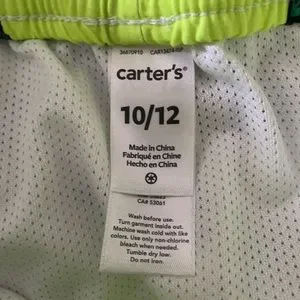 carter's®
10/12
Made in China
Fabriqué en Chine
Hecho en China
CA# 53061
Wash before use.
Turn garment inside out.
Machine wash cold with like
colors. Use only non-chlorine
bleach when needed.
Tumble dry low.
Do not iron.